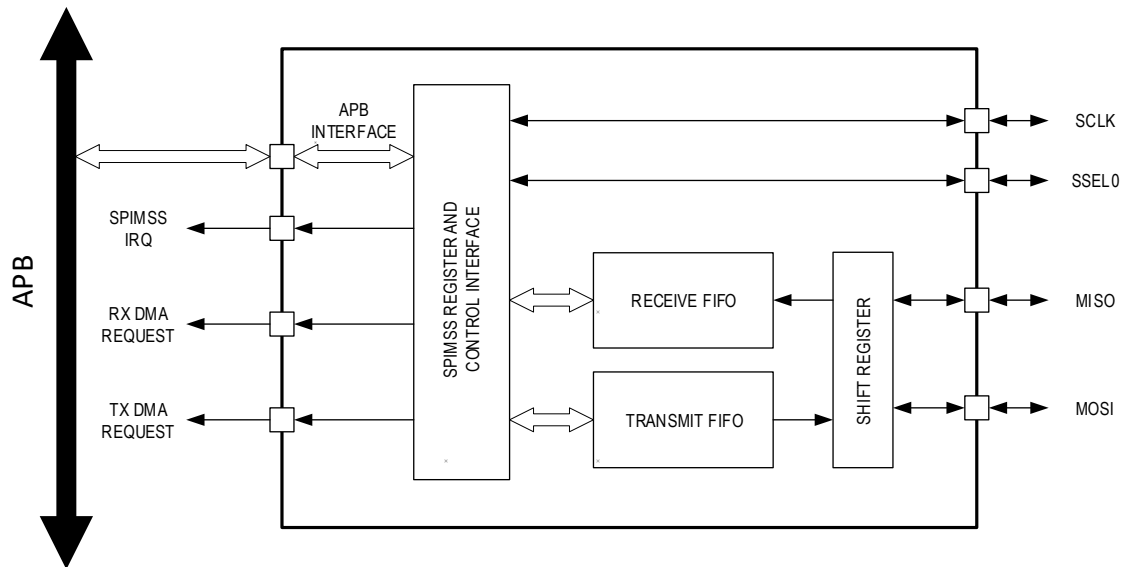 APB
APB
INTERFACE
SPIMSS
IRQ
RX DMA
REQUEST
TX DMA
REQUEST
SPIMSS REGISTER AND
CONTROL INTERFACE
RECEIVE FIFO
TRANSMIT FIFO
SHIFT REGISTER
SCLK
SSEL0
MISO
MOSI